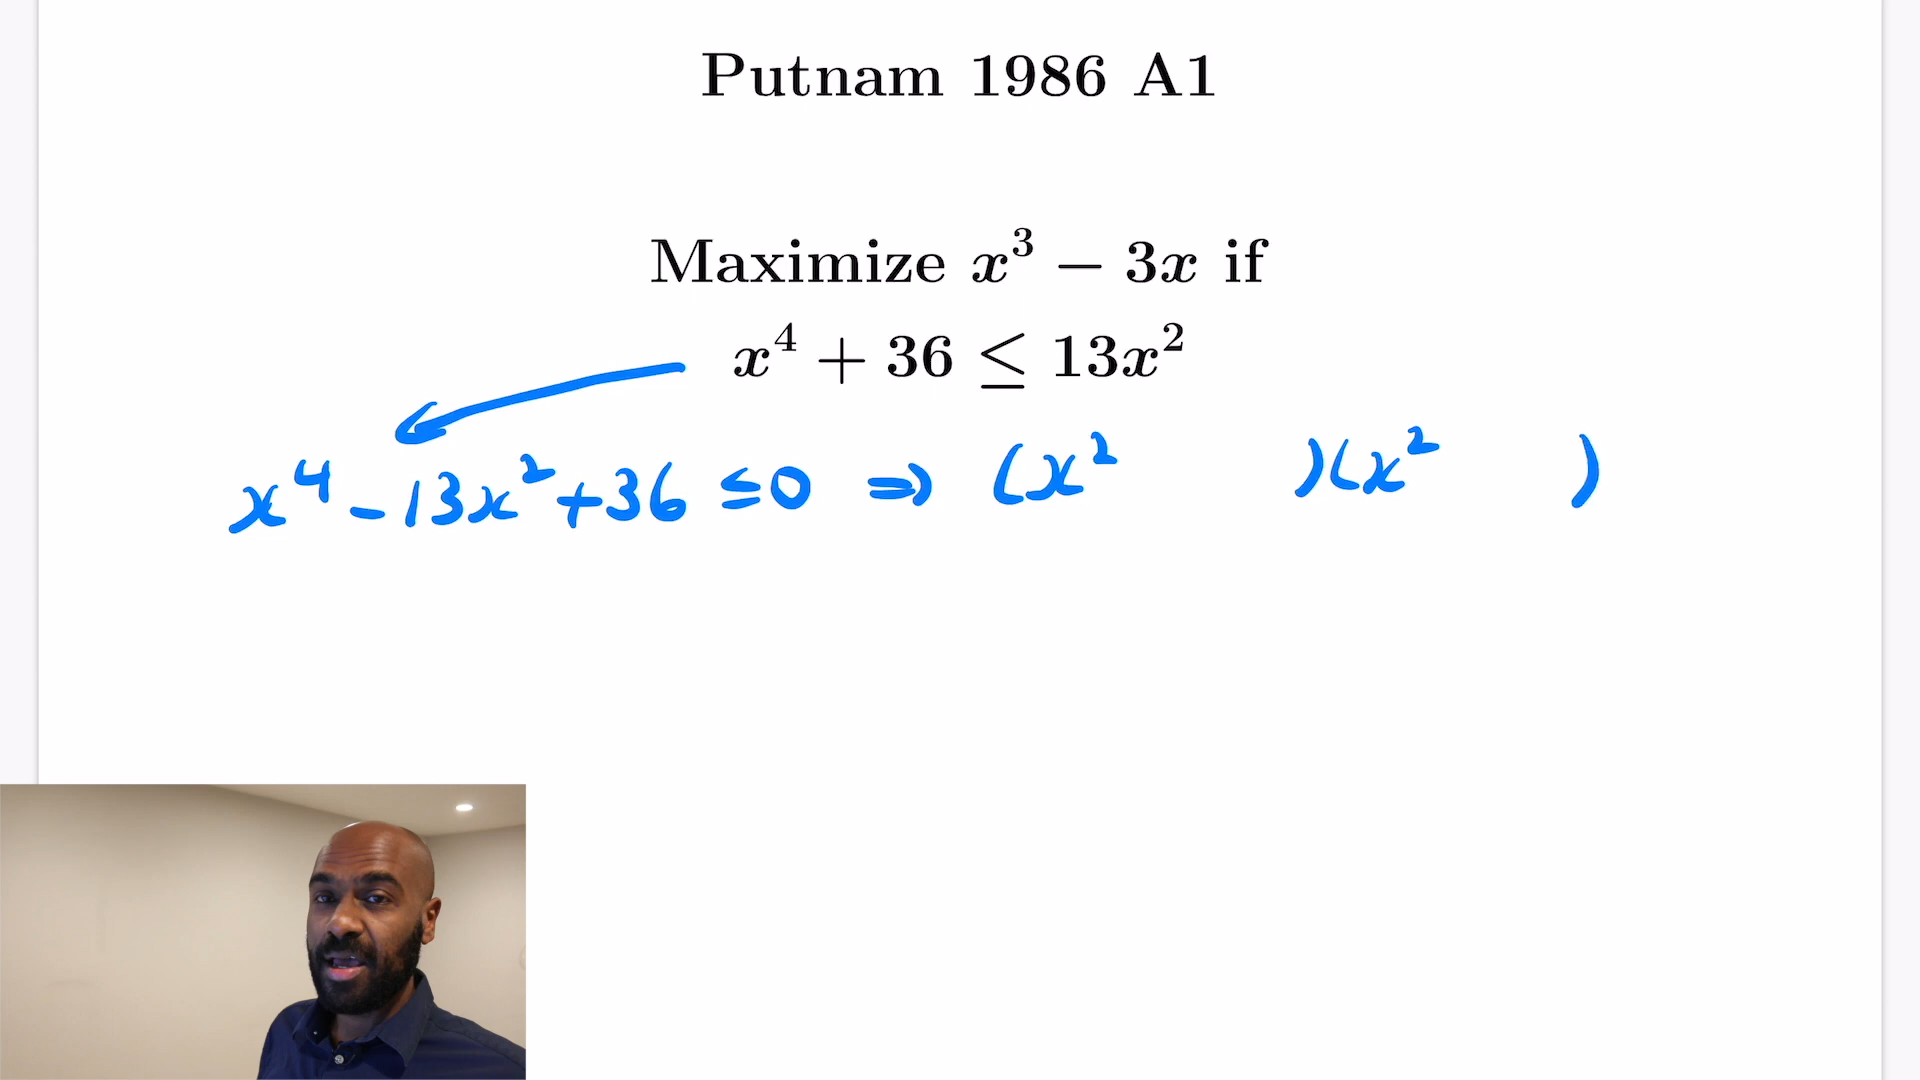 Putnam 1986 A1
Maximize x³ − 3x if
x⁴ + 36 ≤ 13x²
x⁴ - 13x² + 36 ≤ 0 ⇒ (x² )(x² )